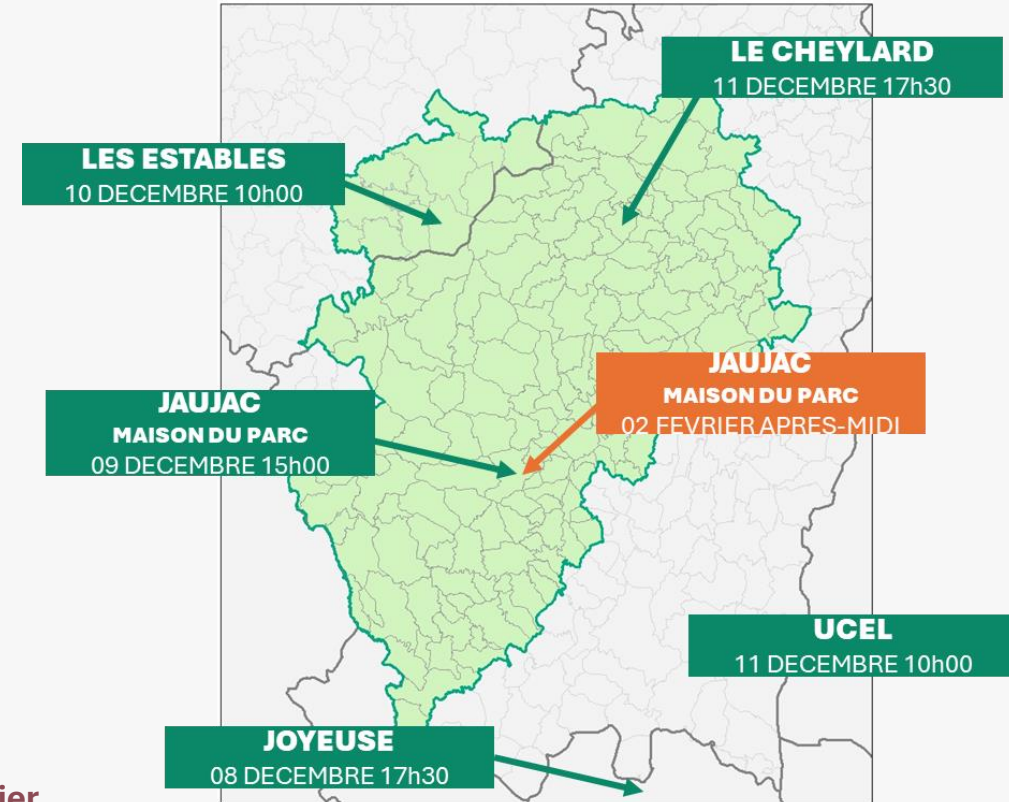 LE CHEYLARD
11 DECEMBRE 17h30
LES ESTABLES
10 DECEMBRE 10h00
JAUJAC
MAISON DU PARC
02 FEVRIER APRES-MIDI
JAUJAC
MAISON DU PARC
09 DECEMBRE 15h00
UCEL
11 DECEMBRE 10h00
JOYEUSE
08 DECEMBRE 17h30
ier